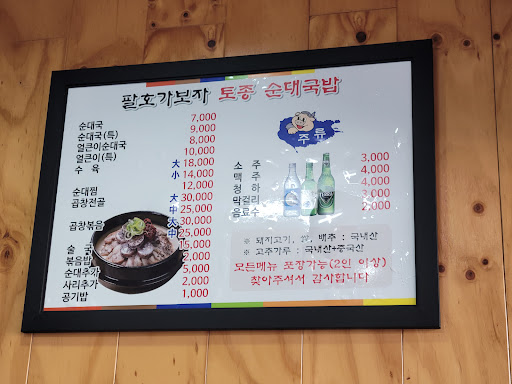 팔호가보자 토종 순대국밥
순대국 7,000
순대국(특) 9,000
얼큰이순대국 8,000
얼큰이(특) 10,000
수육 대 18,000
소 14,000
순대찜 12,000
곱창전골 대 30,000
중 25,000
곱창볶음 대 30,000
중 25,000
술국 15,000
볶음밥 2,000
순대추가 5,000
사리추가 2,000
공기밥 1,000
주류
소주 3,000
맥주 4,000
청하 4,000
막걸리 3,000
음료수 2,000
※ 돼지고기, 쌀, 배추 : 국내산
※ 고추가루 : 국내산+중국산
모든메뉴 포장가능(2인 이상)
찾아주셔서 감사합니다